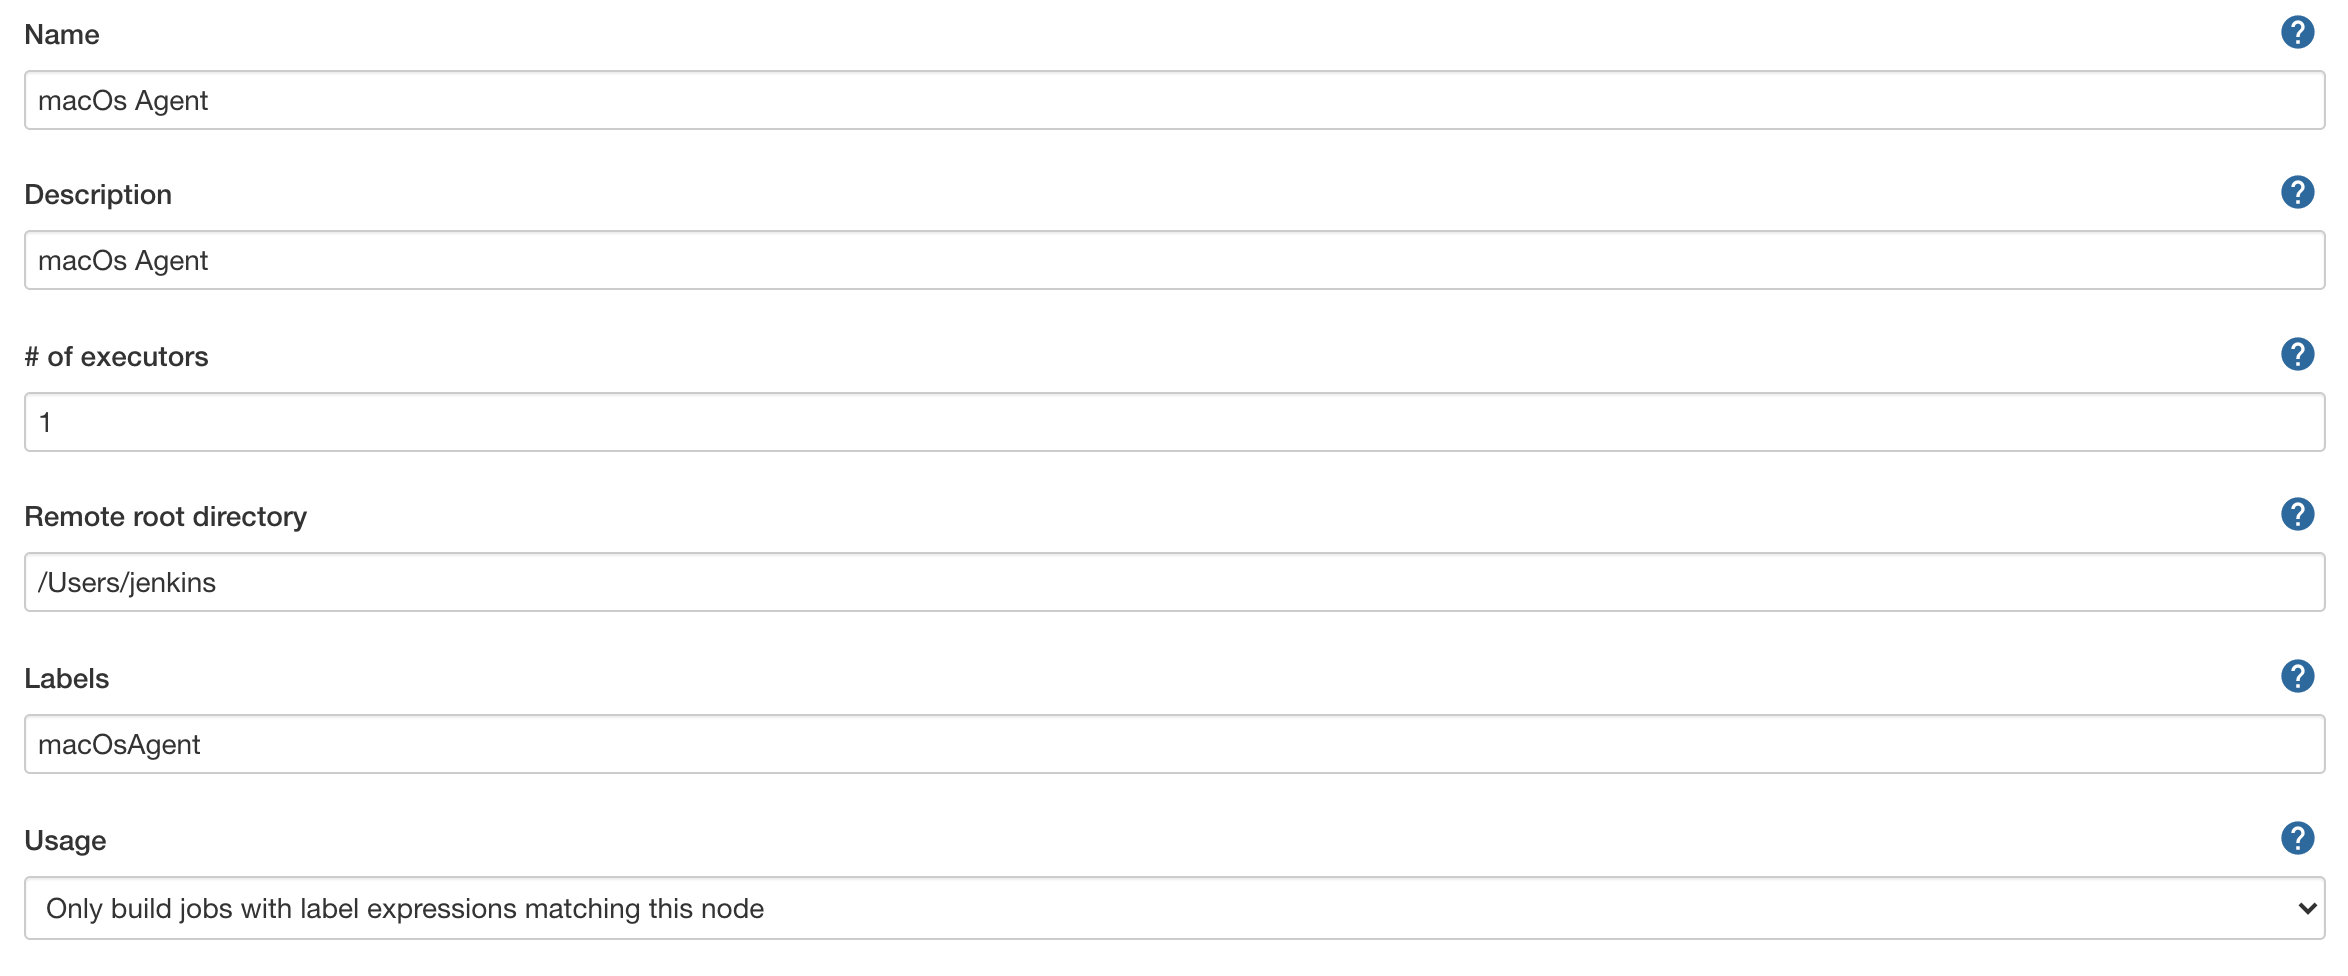 Name
?
macOs Agent
Description
?
macOs Agent
# of executors
?
1
Remote root directory
?
/Users/jenkins
Labels
?
macOsAgent
Usage
?
Only build jobs with label expressions matching this node